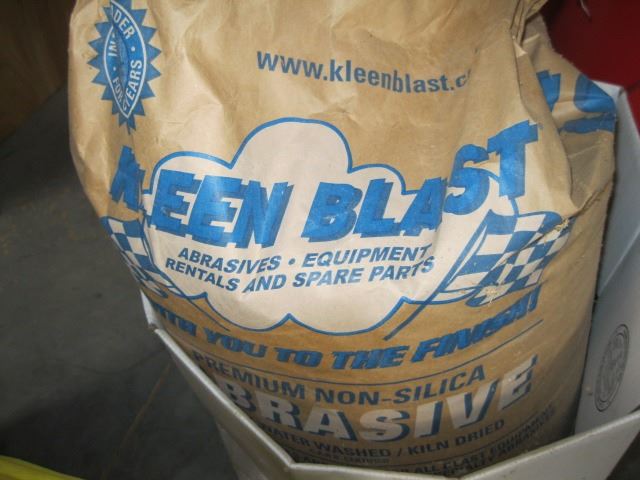 www.kleenblast.c
KLEEN BLAST
ABRASIVES • EQUIPMENT
RENTALS AND SPARE PARTS
YOU TO THE FINISH!
PREMIUM NON-SILICA
BRASIVE
WATER WASHED / KILN DRIED
ALL